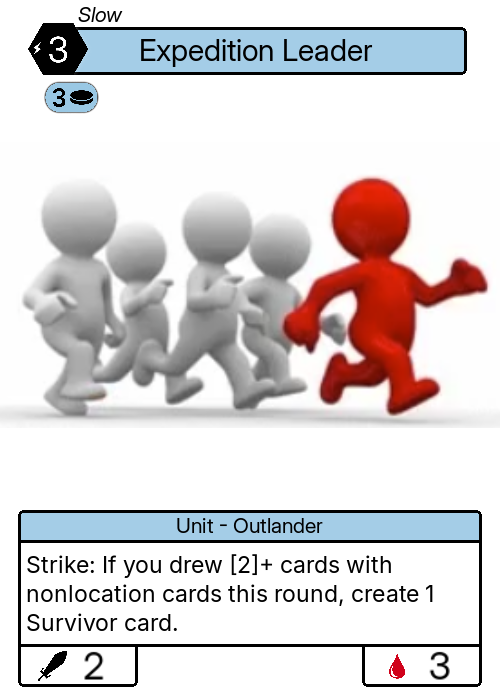 Slow
3
Expedition Leader
3
Unit - Outlander
Strike: If you drew [2]+ cards with
nonlocation cards this round, create 1
Survivor card.
2
3